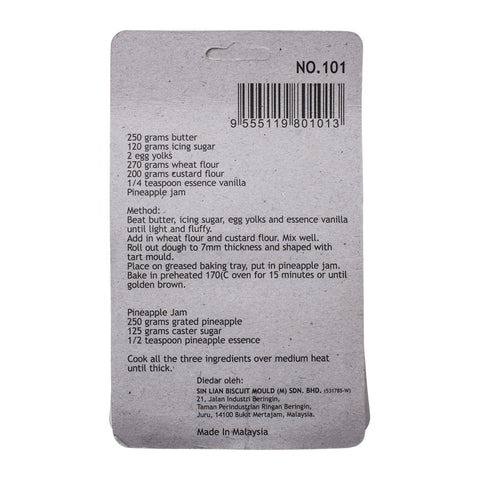 NO.101
9 555119 801013
250 grams butter
120 grams icing sugar
2 egg yolks
270 grams wheat flour
200 grams custard flour
1/4 teaspoon essence vanilla
Pineapple jam
Method:
Beat butter, icing sugar, egg yolks and essence vanilla
until light and fluffy.
Add in wheat flour and custard flour. Mix well.
Roll out dough to 7mm thickness and shaped with
tart mould.
Place on greased baking tray, put in pineapple jam.
Bake in preheated 170(C oven for 15 minutes or until
golden brown.
Pineapple Jam
250 grams grated pineapple
125 grams caster sugar
1/2 teaspoon pineapple essence
Cook all the three ingredients over medium heat
until thick.
Diedar oleh:
SIN LIAN BISCUIT MOULD (M) SDN. BHD. (531785-W)
21, Jalan Industri Beringin,
Taman Perindustrian Ringan Beringin,
Juru, 14100 Bukit Mertajam, Malaysia.
Made In Malaysia